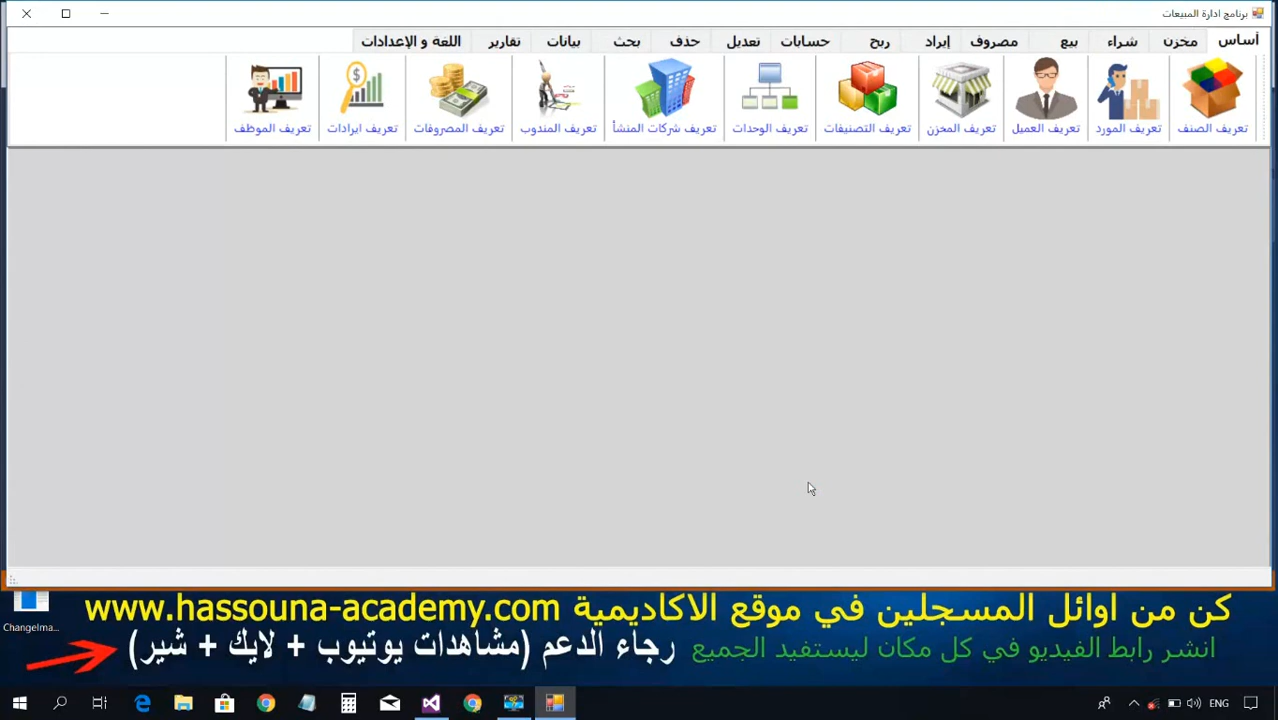 برنامج ادارة المبيعات
أساس مخزن شراء بيع مصروف إيراد ربح حسابات تعديل حذف بحث بيانات تقارير اللغة و الإعدادات
تعريف الصنف تعريف المورد تعريف العميل تعريف المخزن تعريف التصنيفات تعريف الوحدات تعريف شركات المنشأ تعريف المندوب تعريف المصروفات تعريف ايرادات تعريف الموظف
كن من اوائل المسجلين في موقع الاكاديمية www.hassouna-academy.com
ChangeIma...
انشر رابط الفيديو في كل مكان ليستفيد الجميع رجاء الدعم (مشاهدات يوتيوب + لايك + شير)
ENG